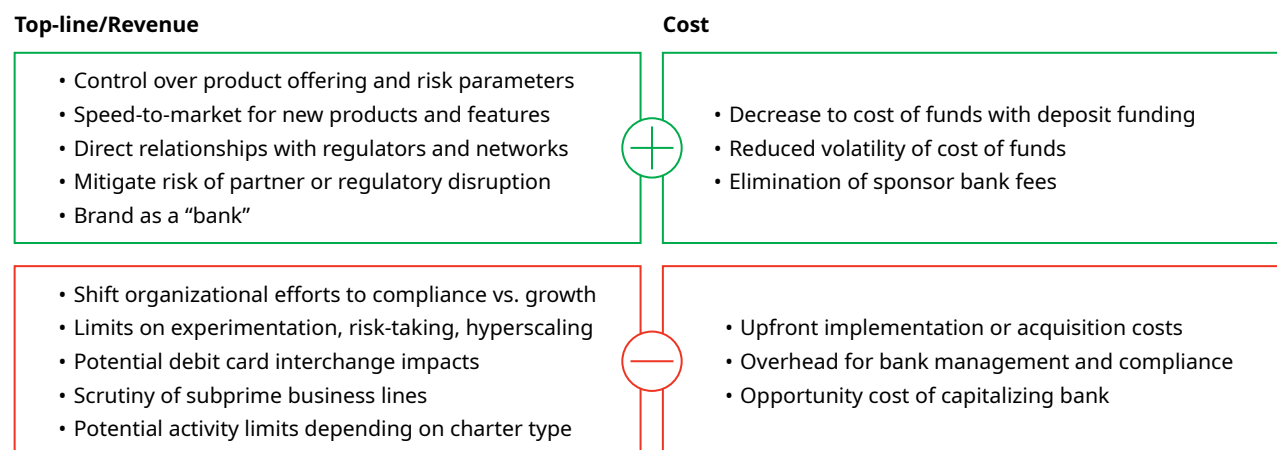 Top-line/Revenue
• Control over product offering and risk parameters
• Speed-to-market for new products and features
• Direct relationships with regulators and networks
• Mitigate risk of partner or regulatory disruption
• Brand as a “bank”
Cost
• Decrease to cost of funds with deposit funding
• Reduced volatility of cost of funds
• Elimination of sponsor bank fees
• Shift organizational efforts to compliance vs. growth
• Limits on experimentation, risk-taking, hyperscaling
• Potential debit card interchange impacts
• Scrutiny of subprime business lines
• Potential activity limits depending on charter type
• Upfront implementation or acquisition costs
• Overhead for bank management and compliance
• Opportunity cost of capitalizing bank